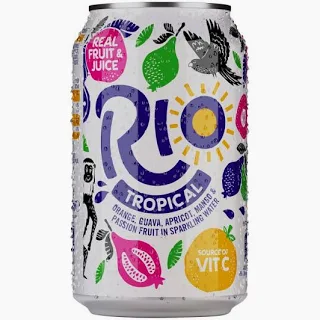 REAL
FRUIT &
JUICE
RIO
TROPICAL
ORANGE, GUAVA, APRICOT, MANGO &
PASSION FRUIT IN SPARKLING WATER
SOURCE OF
VIT C